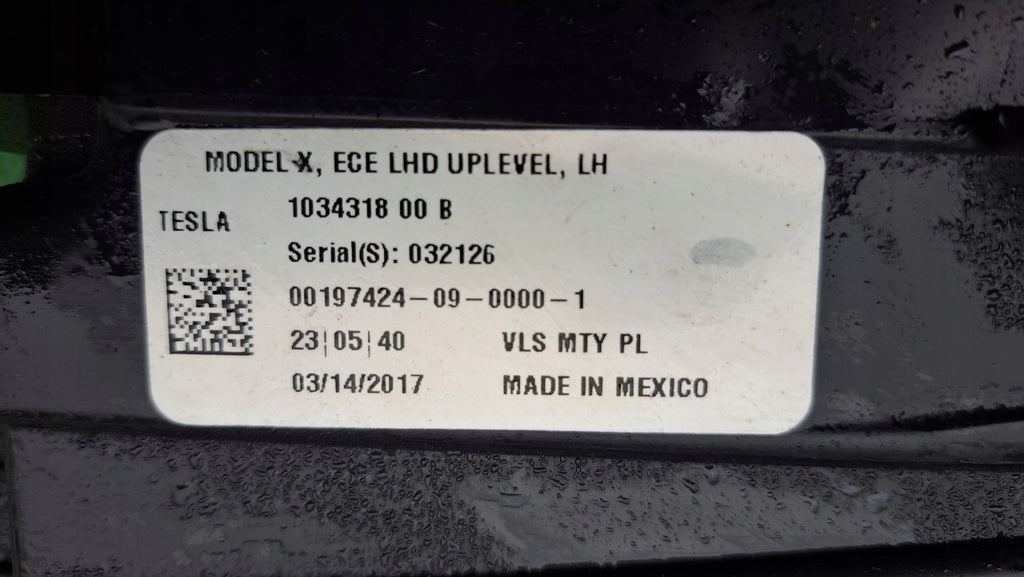 MODEL X, ECE LHD UPLEVEL, LH
1034318 00 B
TESLA
Serial(S): 032126
00197424-09-0000-1
23|05|40 VLS MTY PL
03/14/2017 MADE IN MEXICO